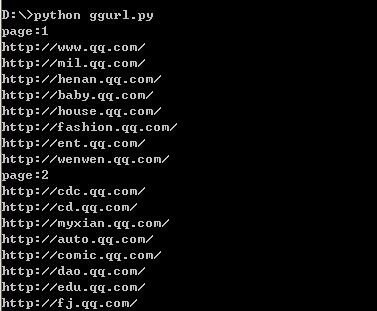 D:\>python ggurl.py
page:1
http://www.qq.com/
http://mil.qq.com/
http://henan.qq.com/
http://baby.qq.com/
http://house.qq.com/
http://fashion.qq.com/
http://ent.qq.com/
http://wenwen.qq.com/
page:2
http://cdc.qq.com/
http://cd.qq.com/
http://myxian.qq.com/
http://auto.qq.com/
http://comic.qq.com/
http://dao.qq.com/
http://edu.qq.com/
http://fj.qq.com/